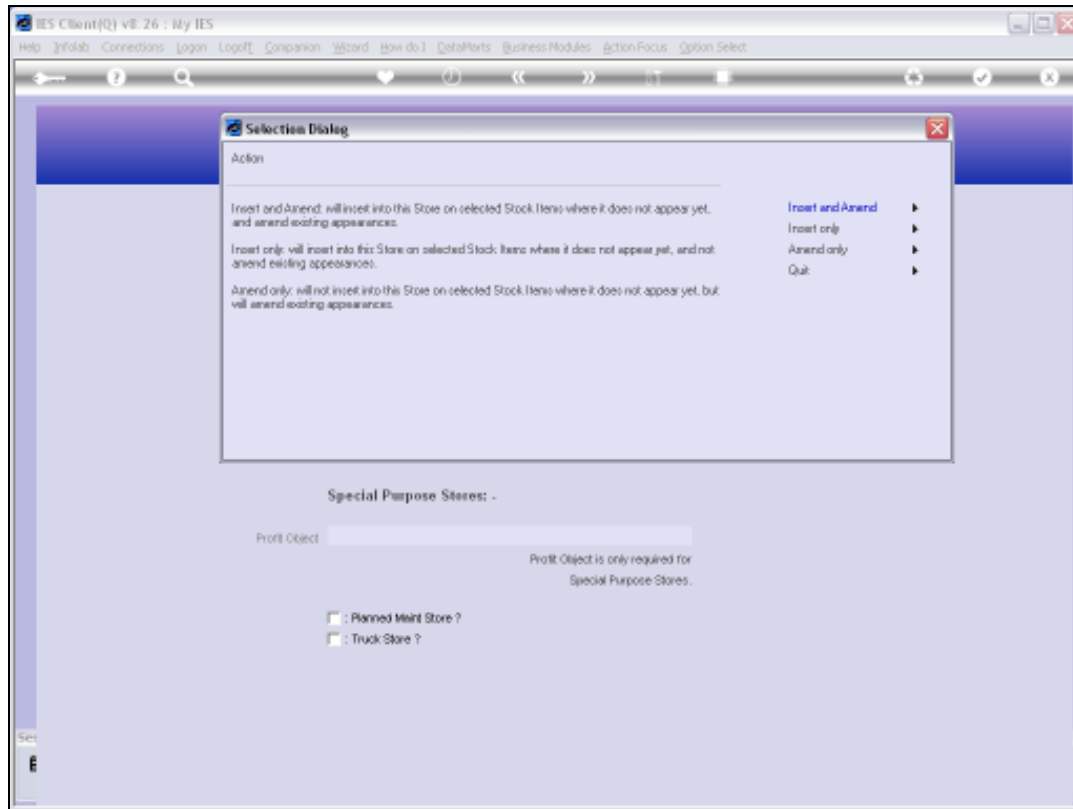 IES Client(Q) v8.26 : My IES
Help Infolab Connections Logon Logoff Companion Wizard How do I DataMarts Business Modules Action Focus Option Select
Selection Dialog
Action
Insert and Amend: will insert into this Store on selected Stock Items where it does not appear yet,
and amend existing appearances.
Insert only: will insert into this Store on selected Stock Items where it does not appear yet, and not
amend existing appearances.
Amend only: will not insert into this Store on selected Stock Items where it does not appear yet, but
will amend existing appearances.
Insert and Amend
Insert only
Amend only
Quit
Special Purpose Stores: -
Profit Object
Profit Object is only required for
Special Purpose Stores.
: Planned Maint Store ?
: Truck Store ?